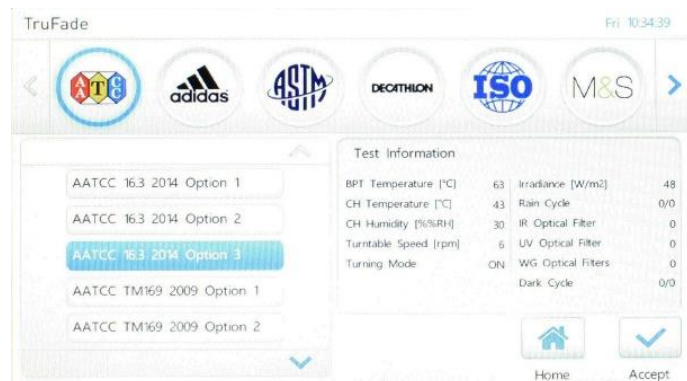 TruFade
Fri 10:34:39
AATCC
adidas
ASTM
DECATHLON
ISO
M&S
AATCC 16.3 2014 Option 1
AATCC 16.3 2014 Option 2
AATCC 16.3 2014 Option 3
AATCC TM169 2009 Option 1
AATCC TM169 2009 Option 2
Test Information
BPT Temperature [°C] 63
CH Temperature [°C] 43
CH Humidity [%%RH] 30
Turntable Speed [rpm] 6
Turning Mode ON
Irradiance [W/m2] 48
Rain Cycle 0/0
IR Optical Filter 0
UV Optical Filter 0
WG Optical Filters 0
Dark Cycle 0/0
Home
Accept